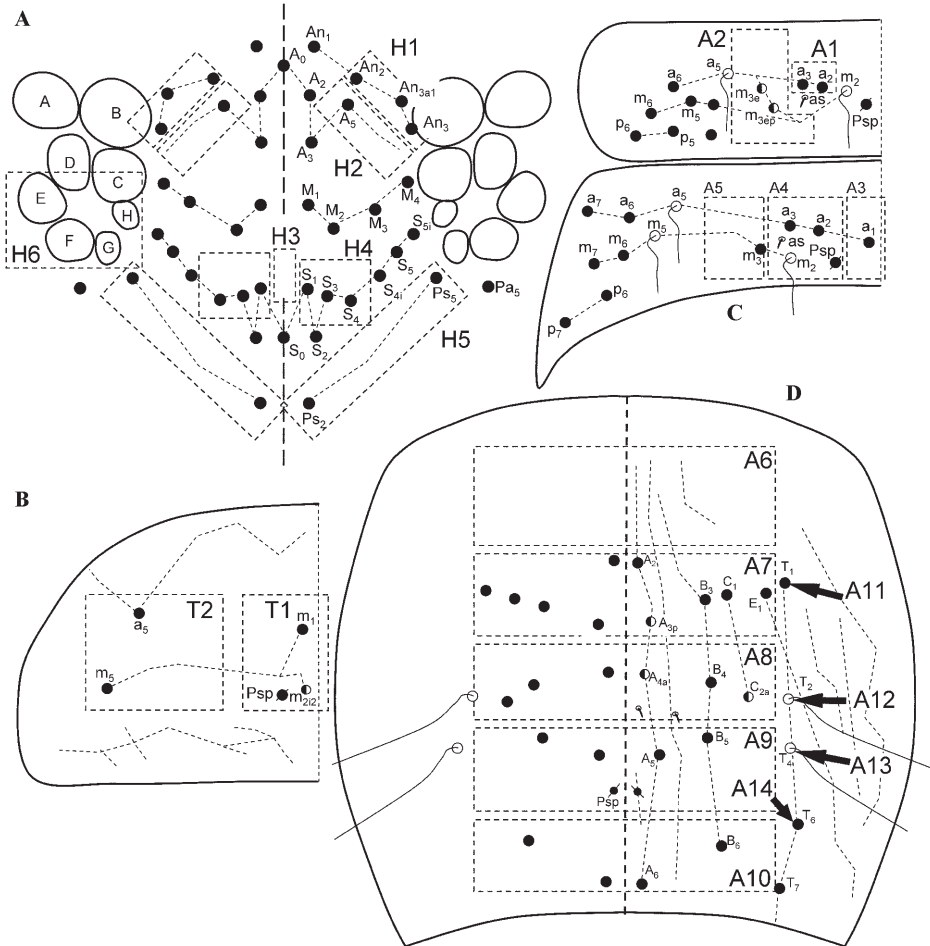 A
An1
H1
A0
An2
A2
An3a1
A5
An3
A3
H2
A
B
D
C
E
H
F
G
H6
M1
M2
M3
M4
H3
H4
S5i
S5
S1
S3
S4i
S4
Ps5
Pa5
S0
S2
H5
Ps2
A2
A1
a5
a3
a2
m2
a6
m3e
as
m6
m5
m3ep
Psp
p6
p5
A5
A4
A3
a7
a6
a5
a3
a2
a1
m5
as
Psp
m7
m6
m3
m2
p6
p7
C
B
T2
T1
a5
m1
m5
Psp
m2i2
D
A6
A7
A2
B3
C1
E1
T1
A11
A3p
A8
A4a
B4
C2a
T2
A12
A9
B5
A5
T4
A13
Psp
A14
T6
B6
A6
A10
T7